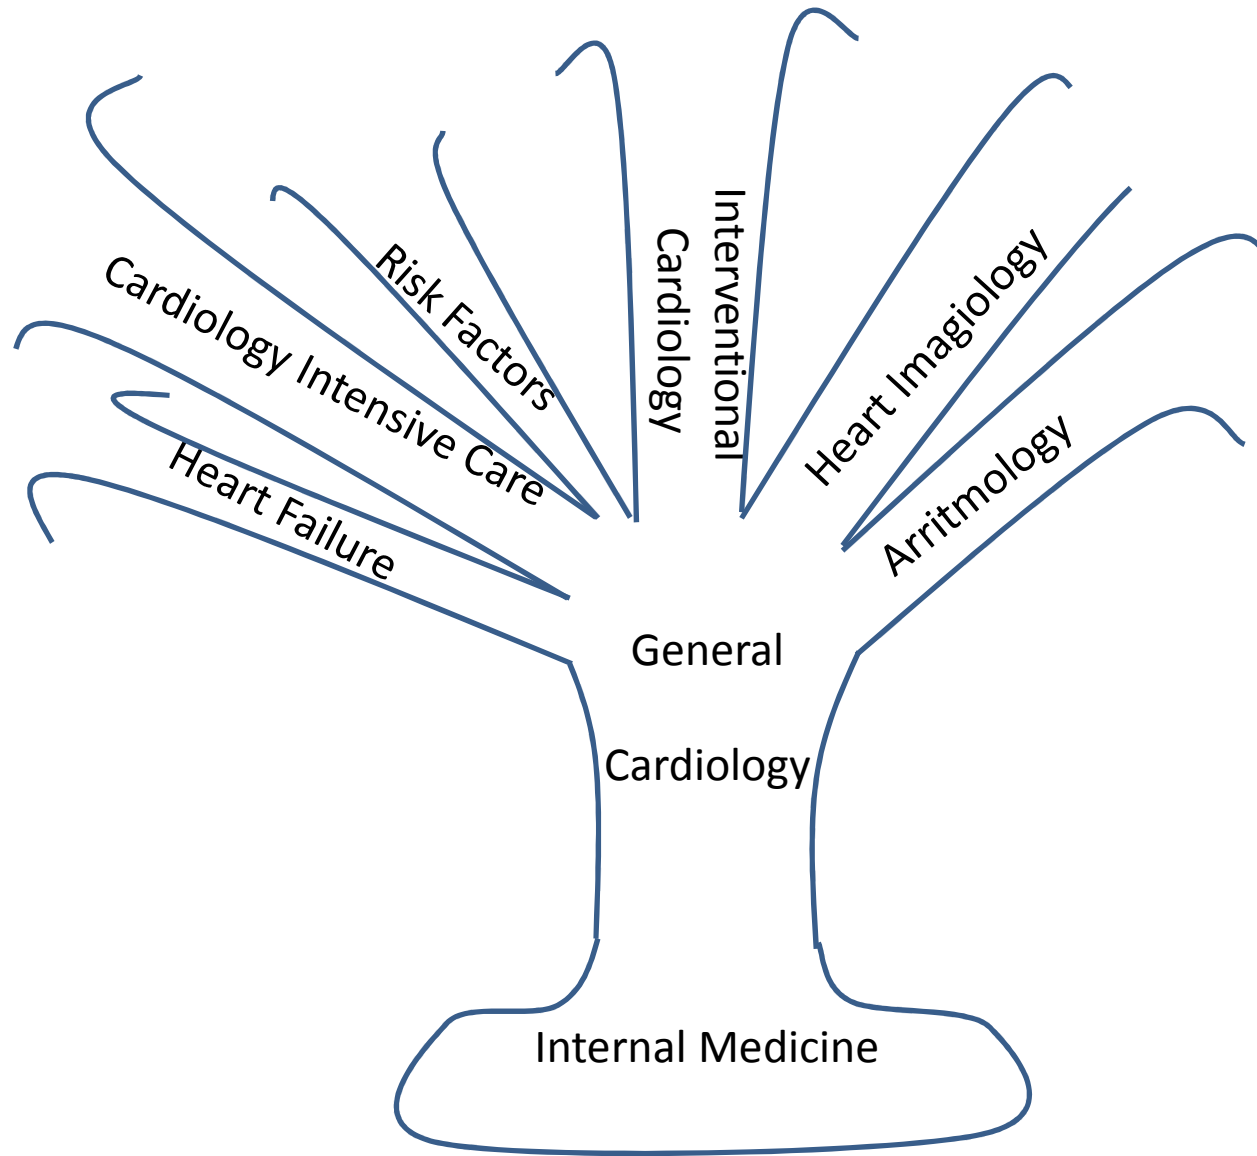 Heart Failure
Cardiology Intensive Care
Risk Factors
Interventional
Cardiology
Heart Imagiology
Arritmology
General
Cardiology
Internal Medicine